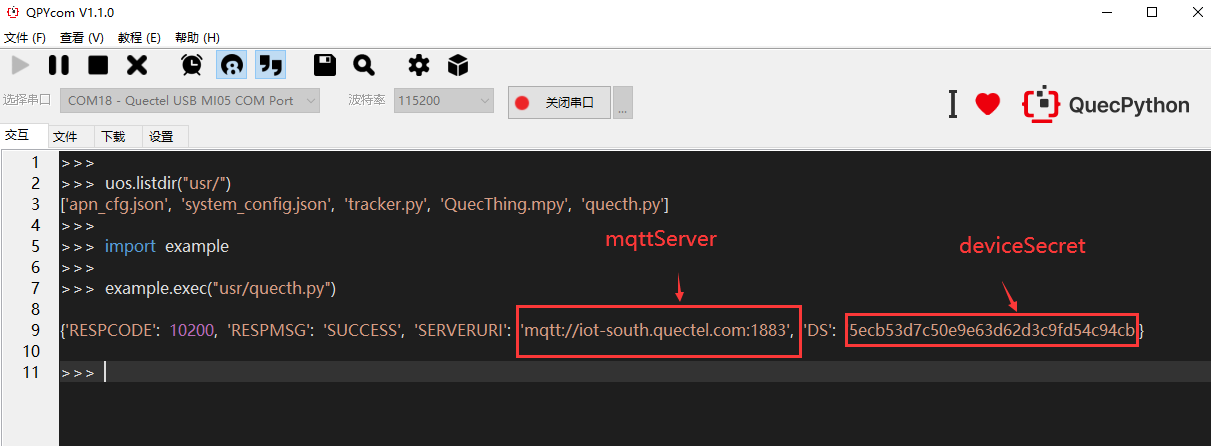 QPYcom V1.1.0
文件 (F) 查看 (V) 教程 (E) 帮助 (H)
选择串口 COM18 - Quectel USB MI05 COM Port 波特率 115200 关闭串口 ... I QuecPython
交互 文件 下载 设置
1 >>>
2 >>> uos.listdir("usr/")
3 ['apn_cfg.json', 'system_config.json', 'tracker.py', 'QuecThing.mpy', 'quecth.py']
4 >>>
mqttServer deviceSecret
5 >>> import example
6 >>>
7 >>> example.exec("usr/quecth.py")
8
9 {'RESPCODE': 10200, 'RESPMSG': 'SUCCESS', 'SERVERURI': 'mqtt://iot-south.quectel.com:1883', 'DS': 5ecb53d7c50e9e63d62d3c9fd54c94cb}
10
11 >>>